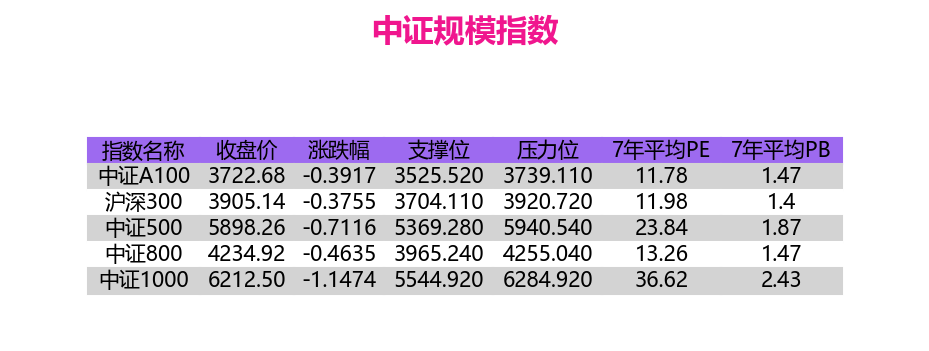 中证规模指数
指数名称 收盘价 涨跌幅 支撑位 压力位 7年平均PE 7年平均PB
中证A100 3722.68 -0.3917 3525.520 3739.110 11.78 1.47
沪深300 3905.14 -0.3755 3704.110 3920.720 11.98 1.4
中证500 5898.26 -0.7116 5369.280 5940.540 23.84 1.87
中证800 4234.92 -0.4635 3965.240 4255.040 13.26 1.47
中证1000 6212.50 -1.1474 5544.920 6284.920 36.62 2.43